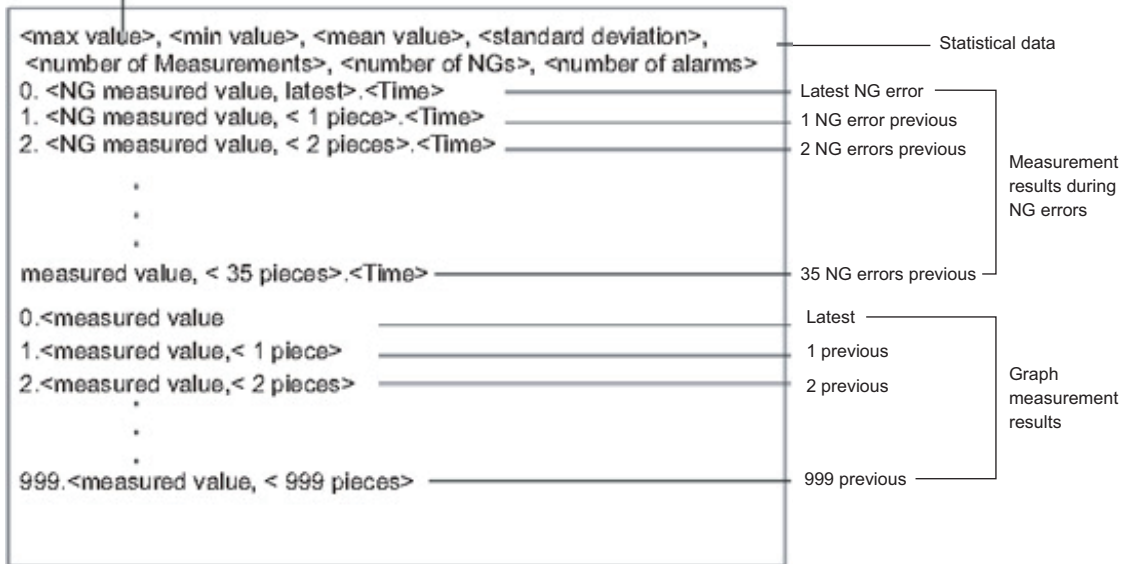 <max value>, <min value>, <mean value>, <standard deviation>,
<number of Measurements>, <number of NGs>, <number of alarms>
Statistical data
0. <NG measured value, latest>.<Time>
Latest NG error
1. <NG measured value, < 1 piece>.<Time>
1 NG error previous
2. <NG measured value, < 2 pieces>.<Time>
2 NG errors previous
Measurement
results during
NG errors
measured value, < 35 pieces>.<Time>
35 NG errors previous
0.<measured value
Latest
1.<measured value,< 1 piece>
1 previous
2.<measured value,< 2 pieces>
2 previous
Graph
measurement
results
999.<measured value, < 999 pieces>
999 previous